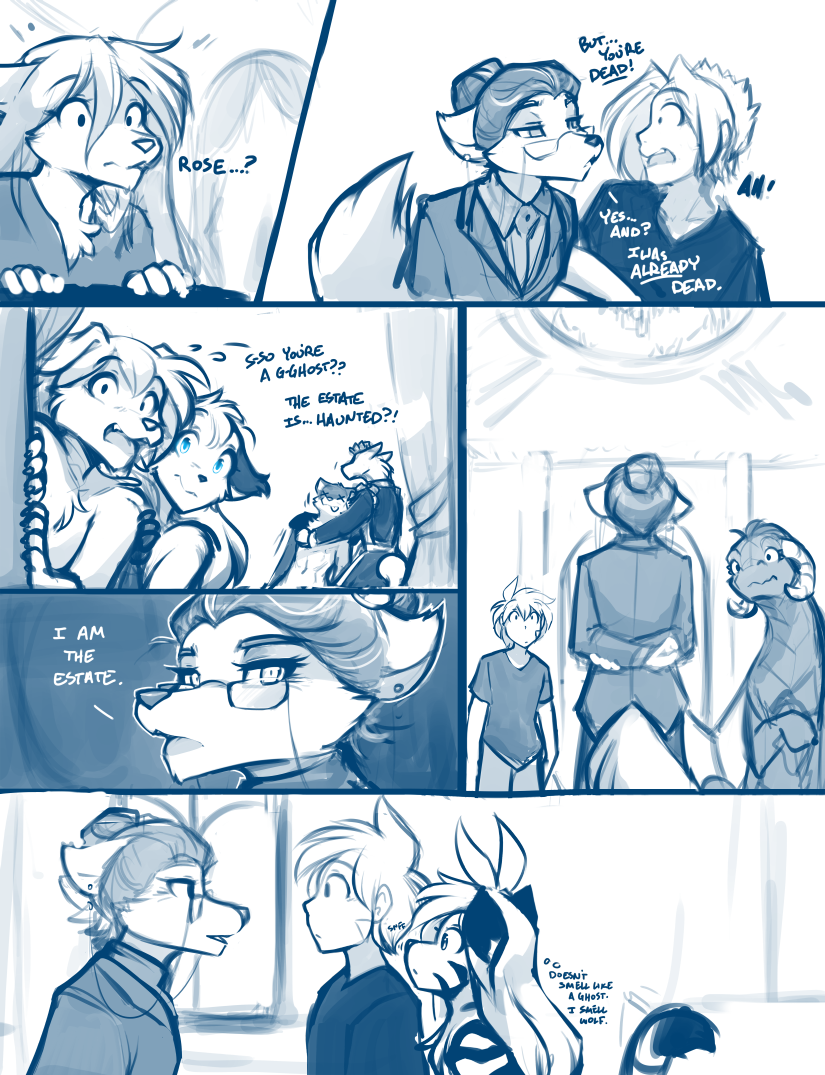 ROSE...?
BUT...
YOU'RE
DEAD!
AH!
YES...
AND?
I WAS
ALREADY
DEAD.
S-SO YOU'RE
A G-GHOST??
THE ESTATE
IS... HAUNTED?!
I AM
THE
ESTATE.
SNFF
DOESN'T
SMELL LIKE
A GHOST.
I SMELL
WOLF.